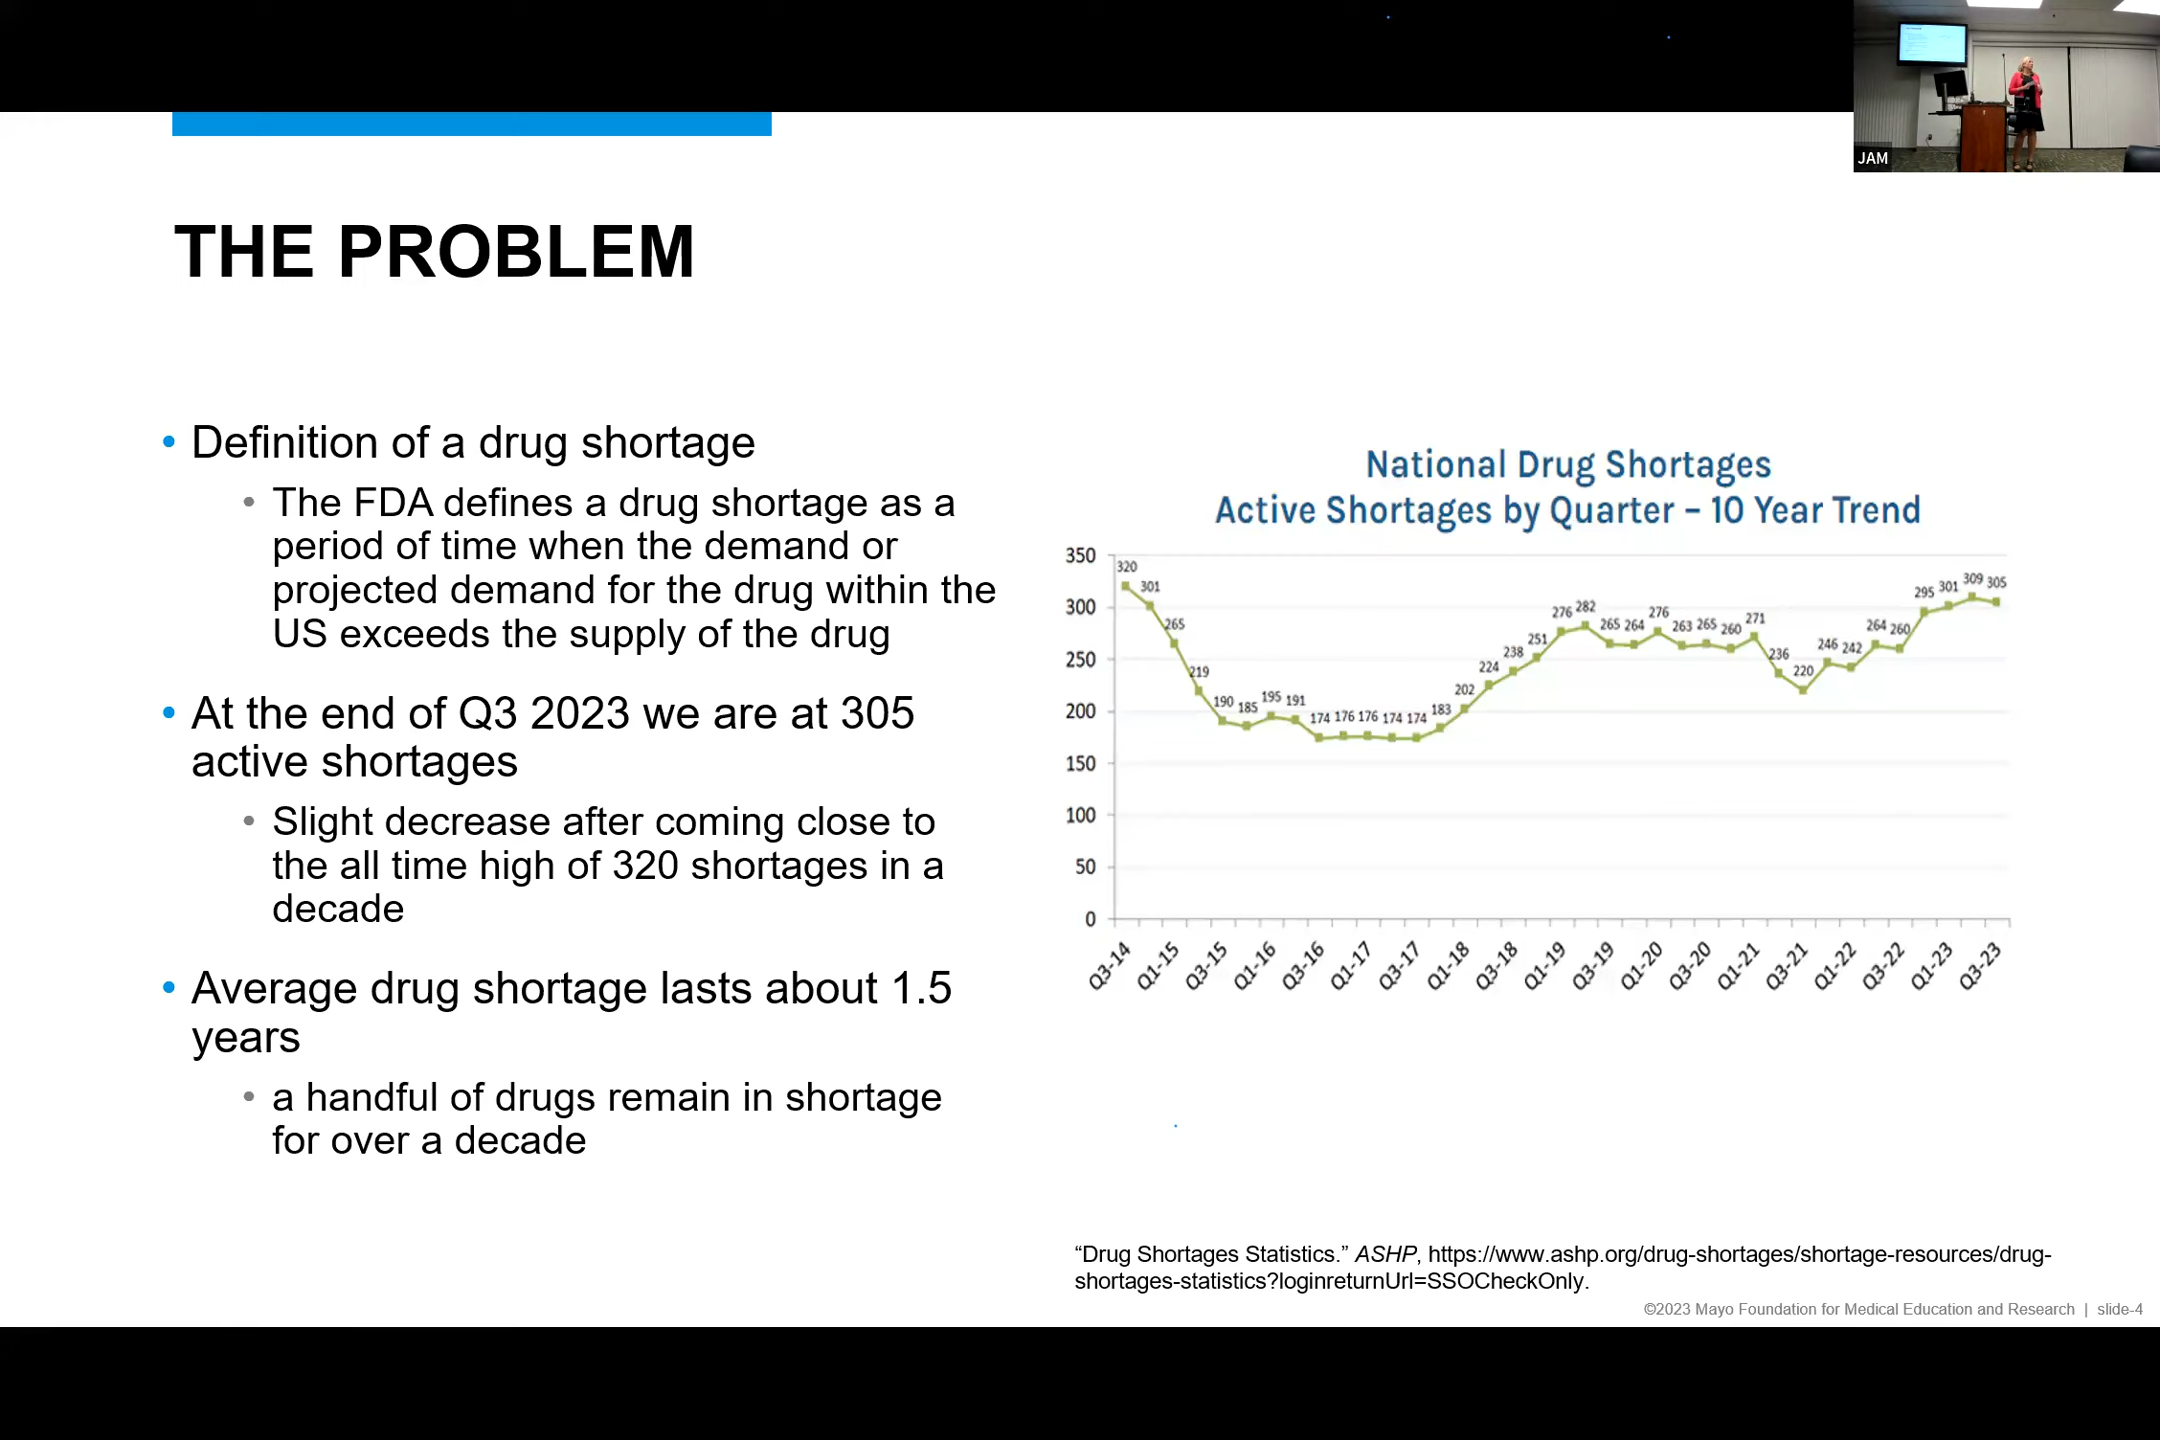 JAM
THE PROBLEM
• Definition of a drug shortage
• The FDA defines a drug shortage as a
period of time when the demand or
projected demand for the drug within the
US exceeds the supply of the drug
• At the end of Q3 2023 we are at 305
active shortages
• Slight decrease after coming close to
the all time high of 320 shortages in a
decade
• Average drug shortage lasts about 1.5
years
• a handful of drugs remain in shortage
for over a decade
National Drug Shortages
Active Shortages by Quarter – 10 Year Trend
350
300
250
200
150
100
50
0
320
301
265
219
190
185
195
191
174
176
176
174
174
183
202
224
238
251
276
282
265
264
276
263
265
260
271
236
220
246
242
264
260
295
301
309
305
Q3-14
Q1-15
Q3-15
Q1-16
Q3-16
Q1-17
Q3-17
Q1-18
Q3-18
Q1-19
Q3-19
Q1-20
Q3-20
Q1-21
Q3-21
Q1-22
Q3-22
Q1-23
Q3-23
“Drug Shortages Statistics.” ASHP, https://www.ashp.org/drug-shortages/shortage-resources/drug-
shortages-statistics?loginreturnUrl=SSOCheckOnly.
©2023 Mayo Foundation for Medical Education and Research | slide-4